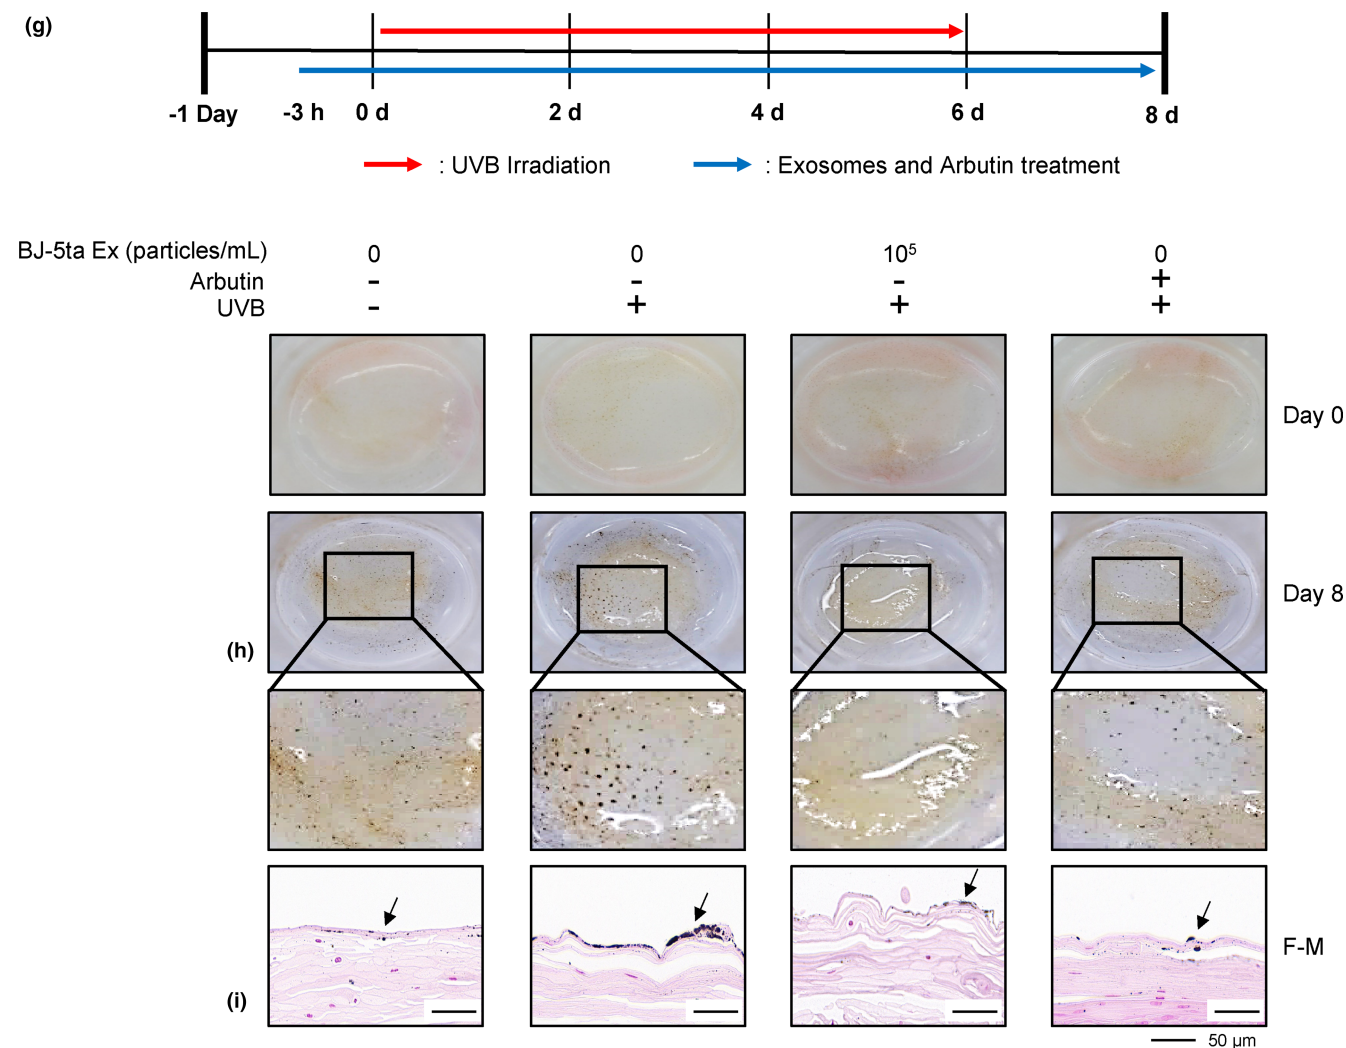 (g)
-1 Day -3 h 0 d 2 d 4 d 6 d 8 d
: UVB Irradiation : Exosomes and Arbutin treatment
BJ-5ta Ex (particles/mL) 0 0 10⁵ 0
Arbutin - - - +
UVB - + + +
Day 0
Day 8
(h)
F-M
(i)
50 µm